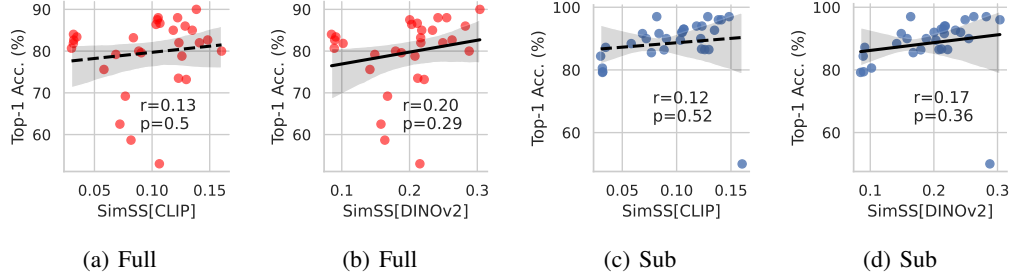 Top-1 Acc. (%)
90
80
70
60
r=0.13
p=0.5
0.05
0.10
0.15
SimSS[CLIP]
(a) Full
90
80
70
60
r=0.20
p=0.29
0.1
0.2
0.3
SimSS[DINOv2]
(b) Full
Top-1 Acc. (%)
100
80
60
r=0.12
p=0.52
0.05
0.10
0.15
SimSS[CLIP]
(c) Sub
Top-1 Acc. (%)
100
80
60
r=0.17
p=0.36
0.1
0.2
0.3
SimSS[DINOv2]
(d) Sub